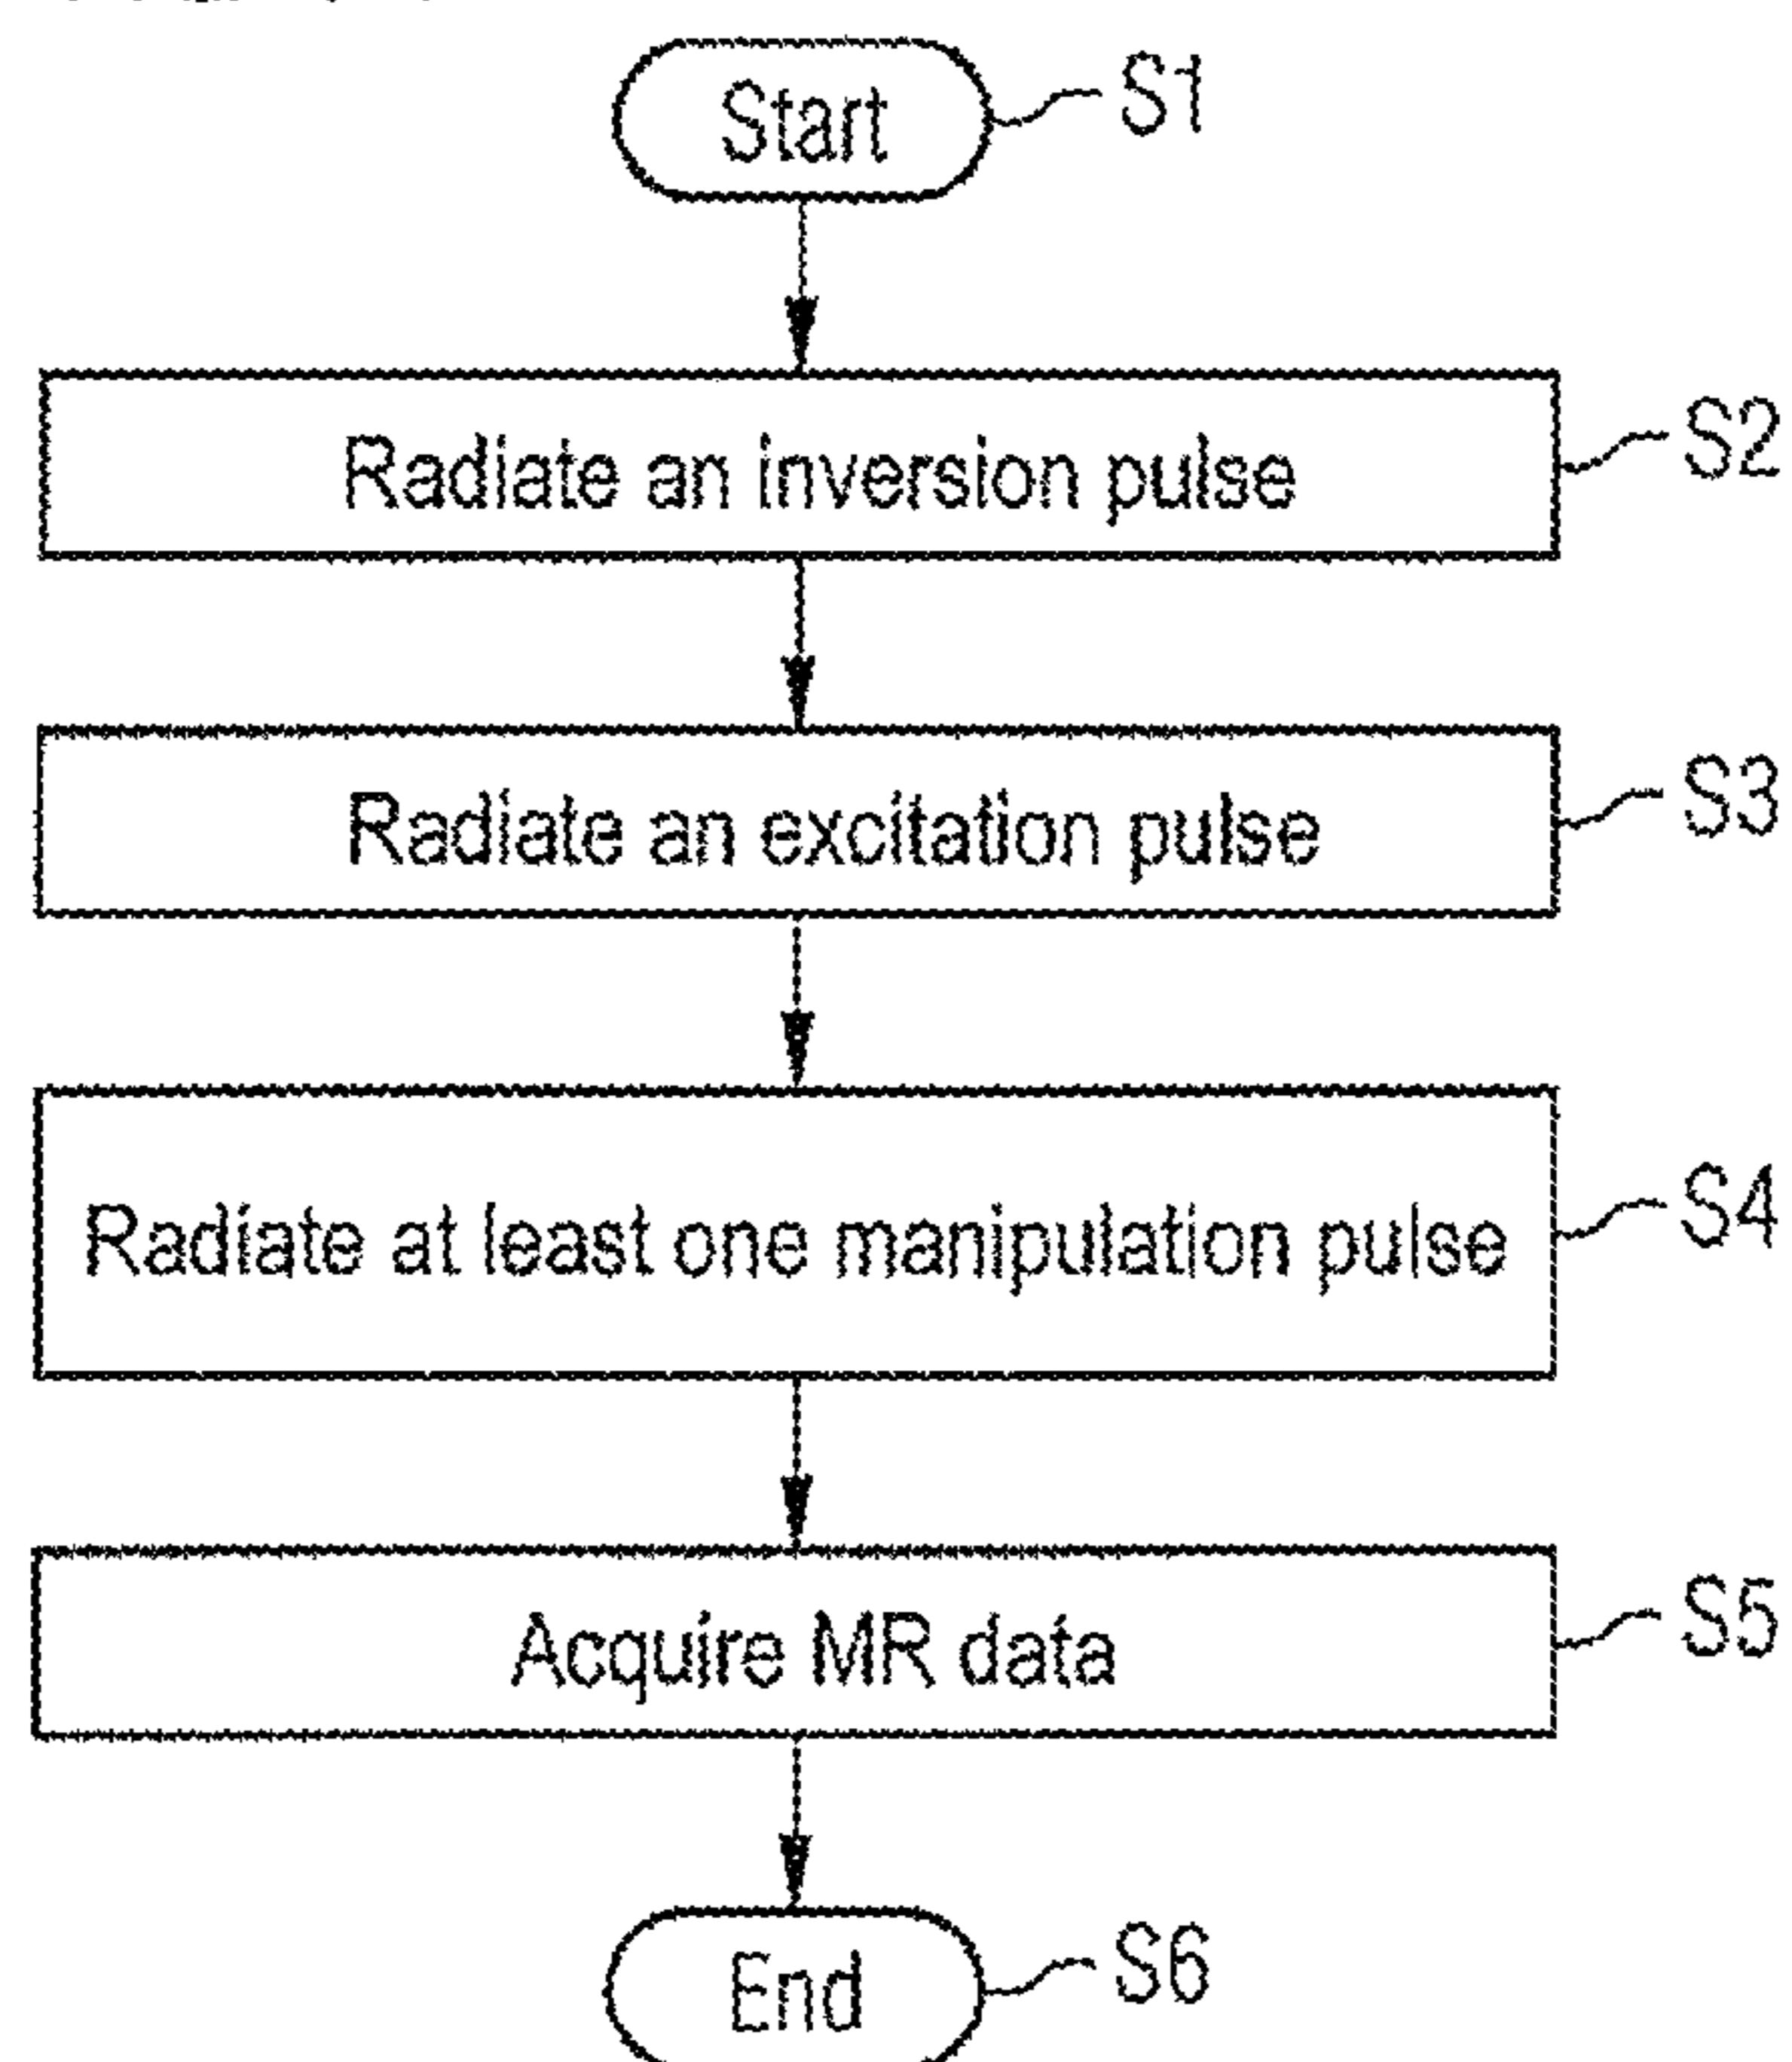 Start S1
Radiate an inversion pulse S2
Radiate an excitation pulse S3
Radiate at least one manipulation pulse S4
Acquire MR data S5
End S6